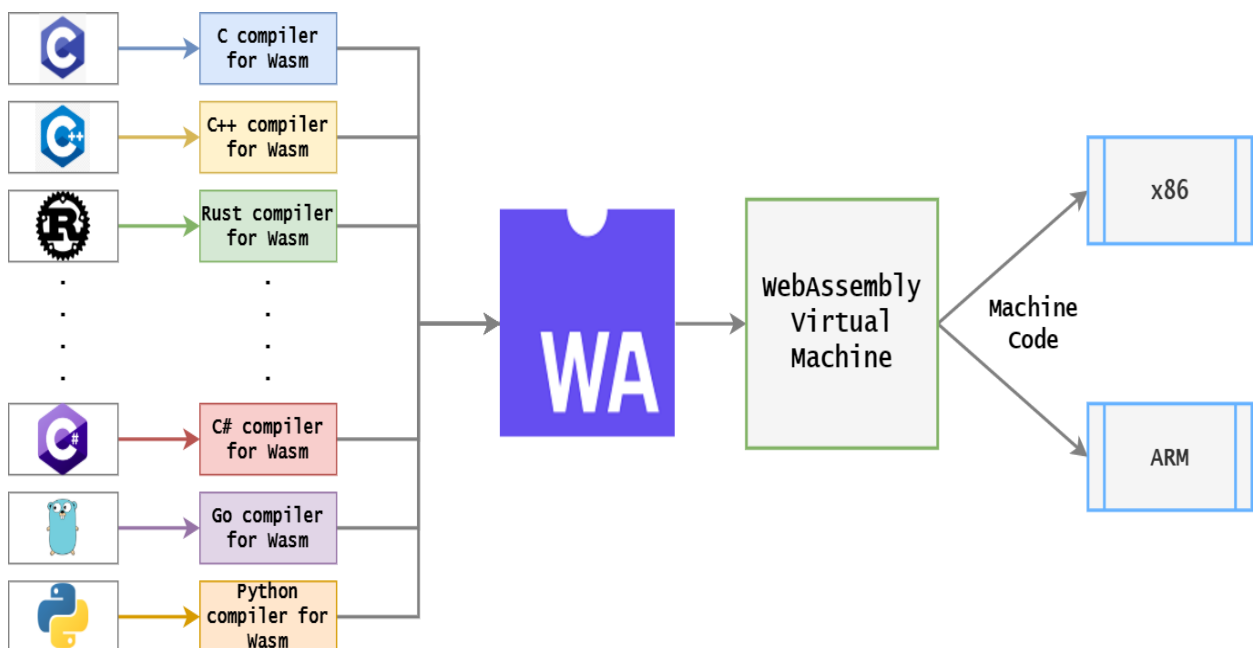 C
C compiler
for Wasm
C++
C++ compiler
for Wasm
R
Rust compiler
for Wasm
.
.
.
.
.
.
.
.
C#
C# compiler
for Wasm
Go compiler
for Wasm
Python
compiler for
Wasm
WA
WebAssembly
Virtual
Machine
Machine
Code
x86
ARM